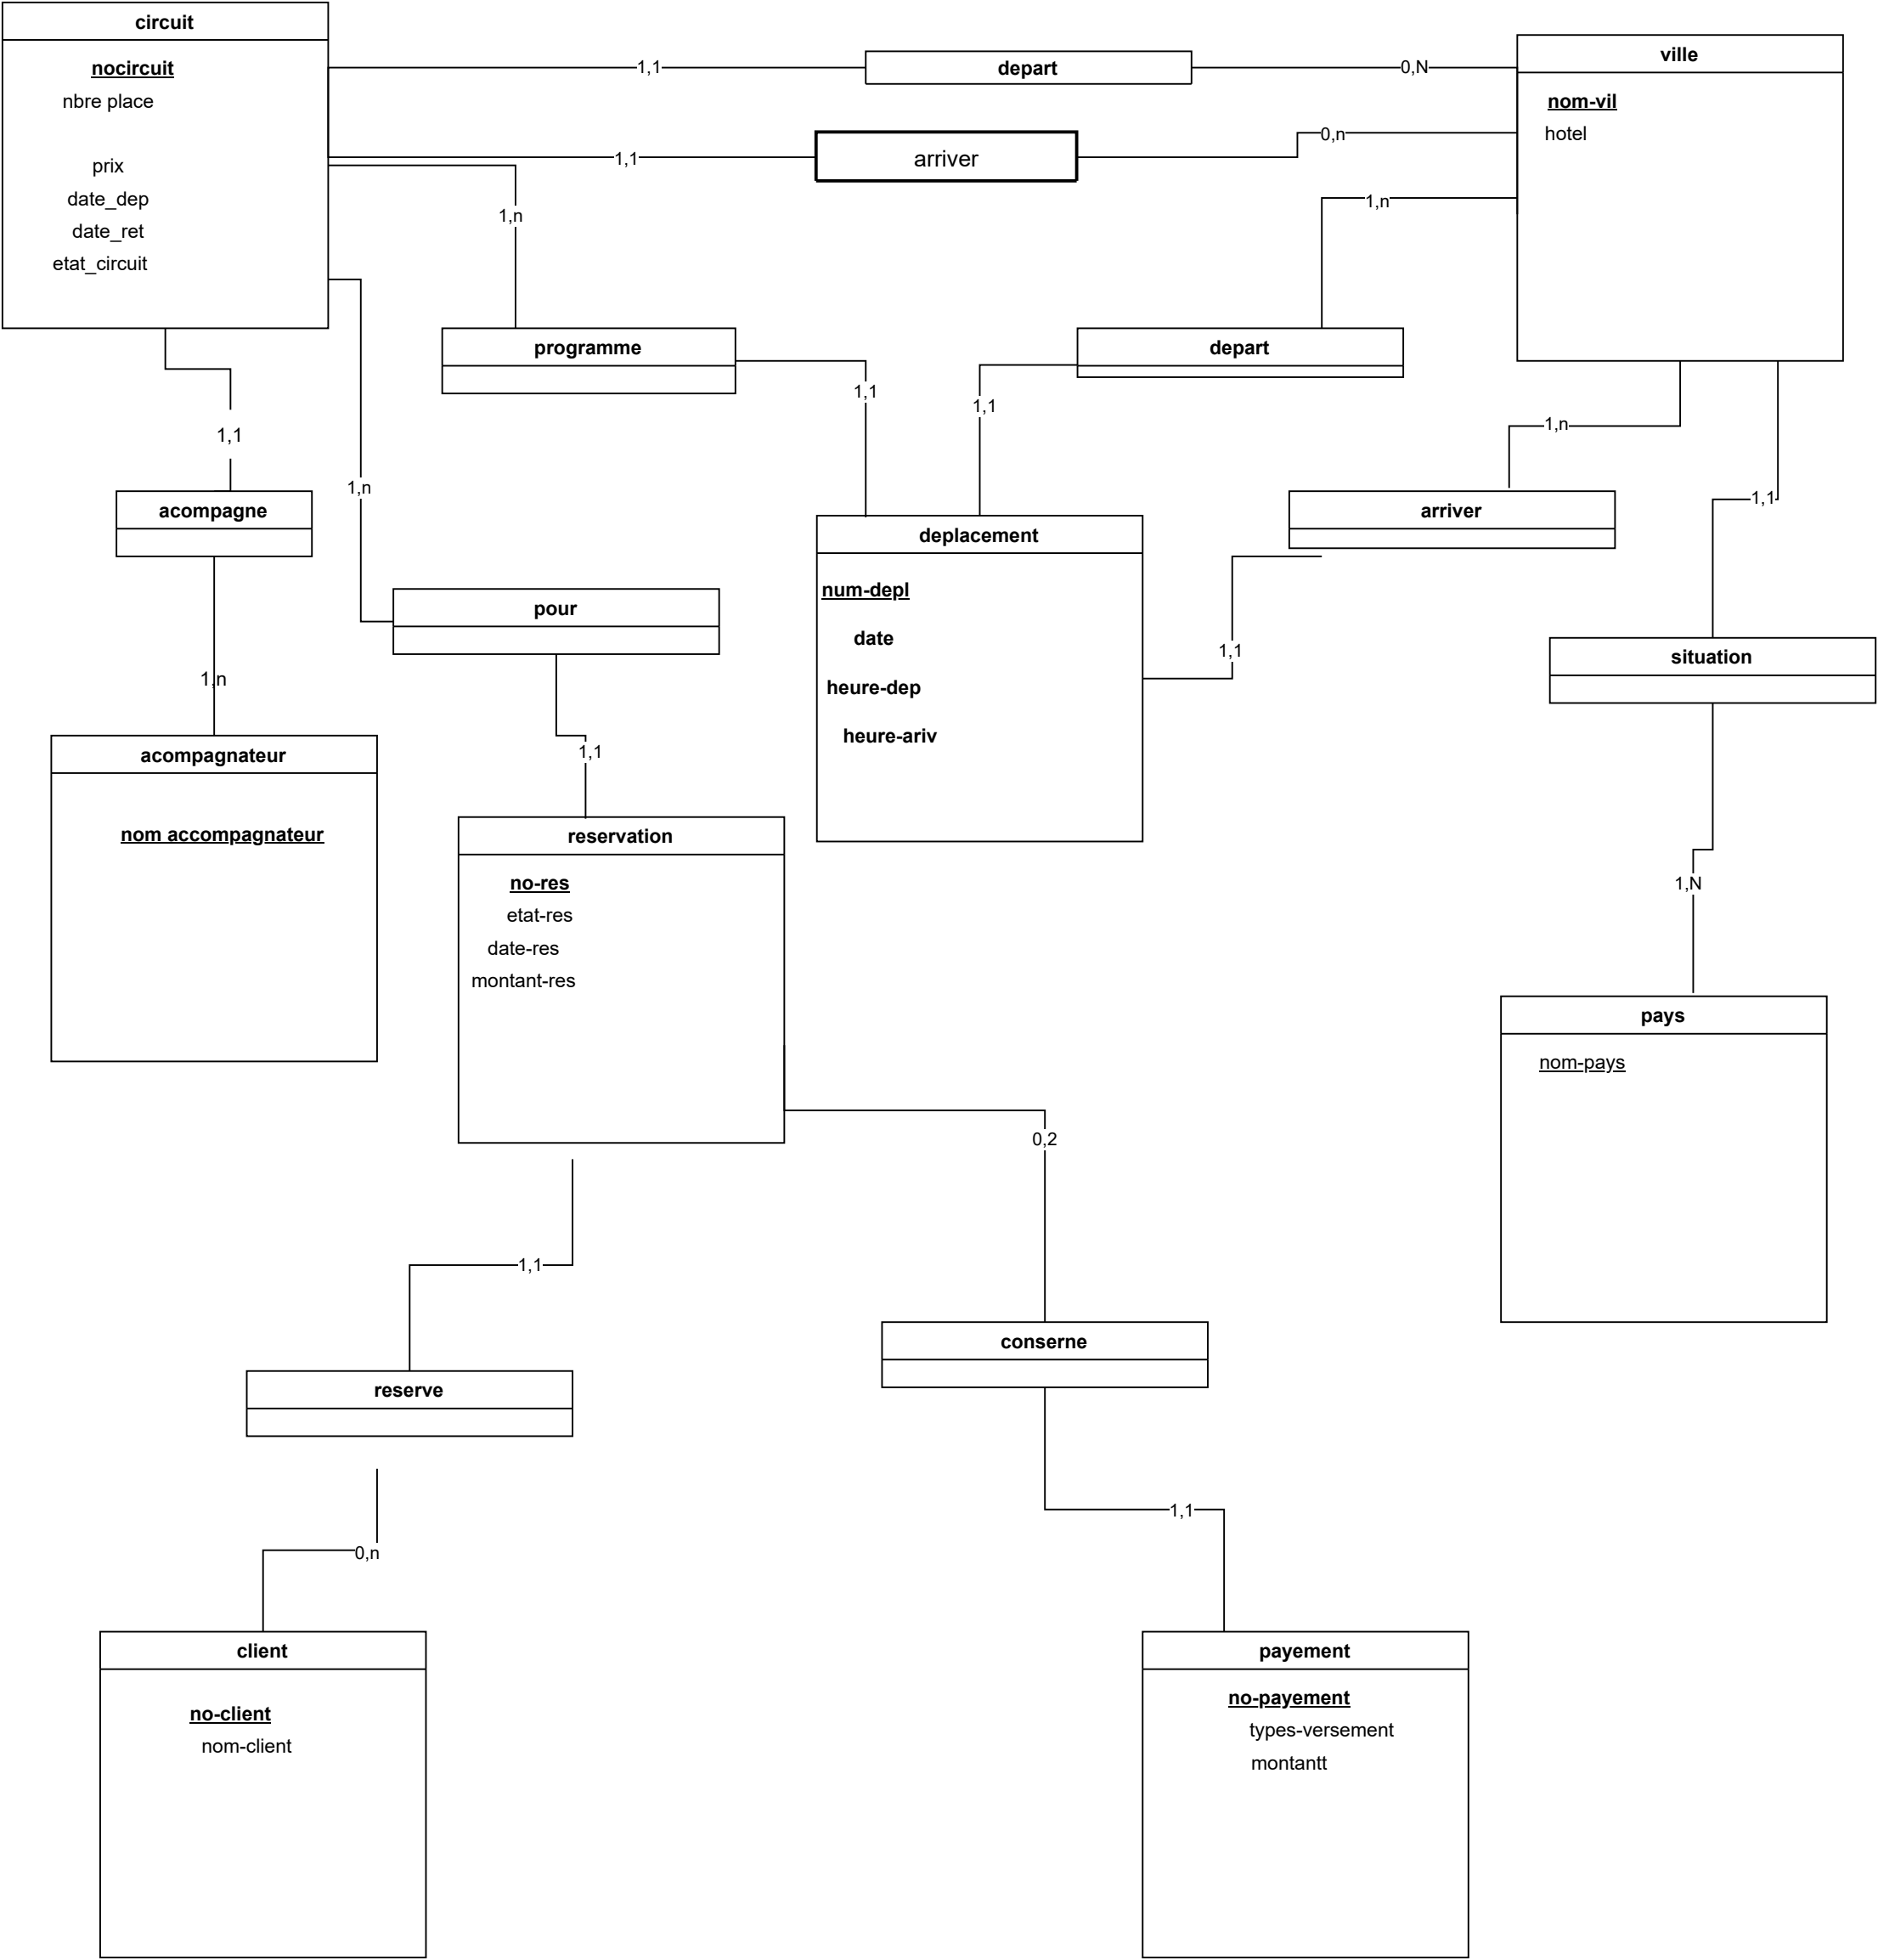 circuit
nocircuit
nbre place
prix
date_dep
date_ret
etat_circuit
1,1
depart
0,N
ville
nom-vil
hotel
1,1
arriver
0,n
1,n
1,n
programme
depart
1,1
1,1
1,n
1,1
1,n
1,1
acompagne
arriver
deplacement
num-depl
date
heure-dep
heure-ariv
pour
1,1
situation
1,n
1,1
acompagnateur
nom accompagnateur
reservation
no-res
etat-res
date-res
montant-res
1,N
pays
nom-pays
0,2
1,1
conserne
reserve
1,1
0,n
client
no-client
nom-client
payement
no-payement
types-versement
montantt